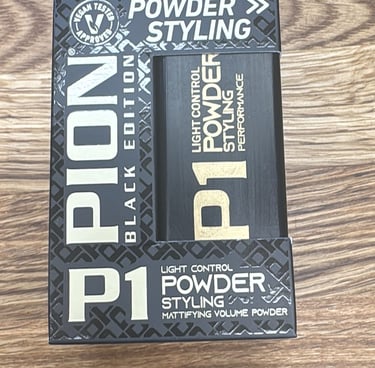 VEGAN TESTED
V
APPROVED
POWDER >>
STYLING
PION®
BLACK EDITION
P1
LIGHT CONTROL
POWDER
STYLING
PERFORMANCE
P1
LIGHT CONTROL
POWDER
STYLING
MATTIFYING VOLUME POWDER